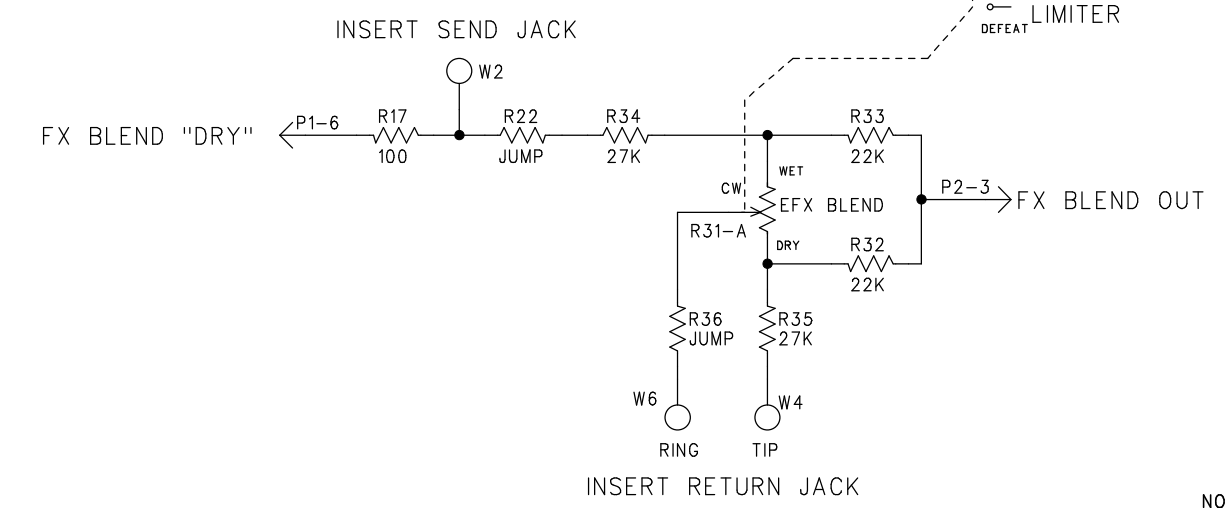 DEFEAT LIMITER
INSERT SEND JACK
W2
FX BLEND "DRY"
P1-6
R17
100
R22
JUMP
R34
27K
R33
22K
WET
CW
EFX BLEND
R31-A
DRY
P2-3
FX BLEND OUT
R32
22K
R36
JUMP
R35
27K
W6
W4
RING
TIP
INSERT RETURN JACK
NO